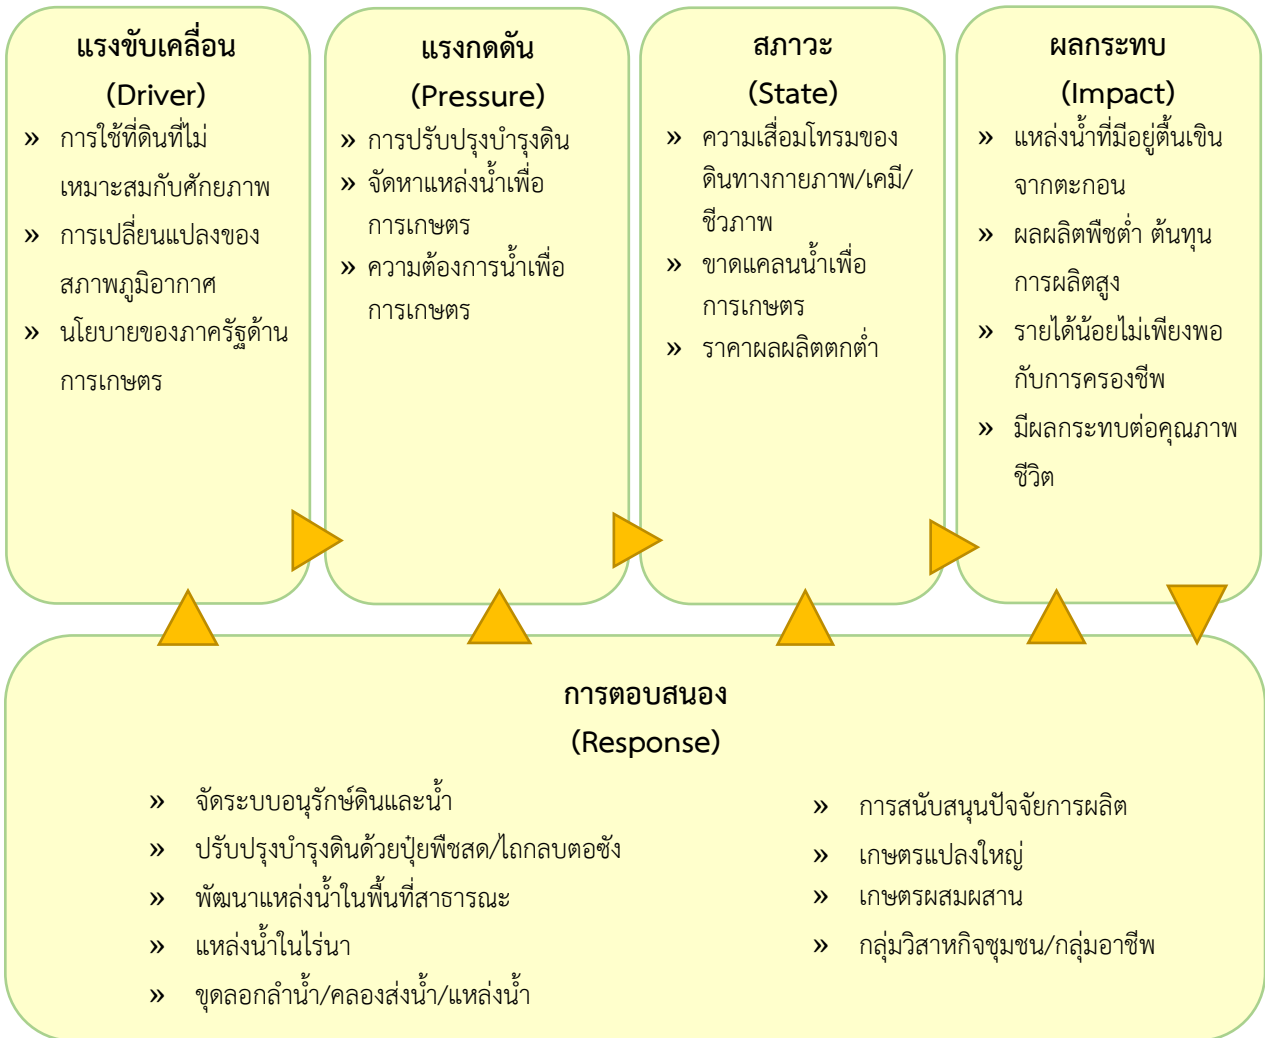 แรงขับเคลื่อน
(Driver)
» การใช้ที่ดินที่ไม่
เหมาะสมกับศักยภาพ
» การเปลี่ยนแปลงของ
สภาพภูมิอากาศ
» นโยบายของภาครัฐด้าน
การเกษตร
แรงกดดัน
(Pressure)
» การปรับปรุงบำรุงดิน
» จัดหาแหล่งน้ำเพื่อ
การเกษตร
» ความต้องการน้ำเพื่อ
การเกษตร
สภาวะ
(State)
» ความเสื่อมโทรมของ
ดินทางกายภาพ/เคมี/
ชีวภาพ
» ขาดแคลนน้ำเพื่อ
การเกษตร
» ราคาผลผลิตตกต่ำ
ผลกระทบ
(Impact)
» แหล่งน้ำที่มีอยู่ตื้นเขิน
จากตะกอน
» ผลผลิตพืชต่ำ ต้นทุน
การผลิตสูง
» รายได้น้อยไม่เพียงพอ
กับการครองชีพ
» มีผลกระทบต่อคุณภาพ
ชีวิต
การตอบสนอง
(Response)
» จัดระบบอนุรักษ์ดินและน้ำ
» ปรับปรุงบำรุงดินด้วยปุ๋ยพืชสด/ไถกลบตอซัง
» พัฒนาแหล่งน้ำในพื้นที่สาธารณะ
» แหล่งน้ำในไร่นา
» ขุดลอกลำน้ำ/คลองส่งน้ำ/แหล่งน้ำ
» การสนับสนุนปัจจัยการผลิต
» เกษตรแปลงใหญ่
» เกษตรผสมผสาน
» กลุ่มวิสาหกิจชุมชน/กลุ่มอาชีพ